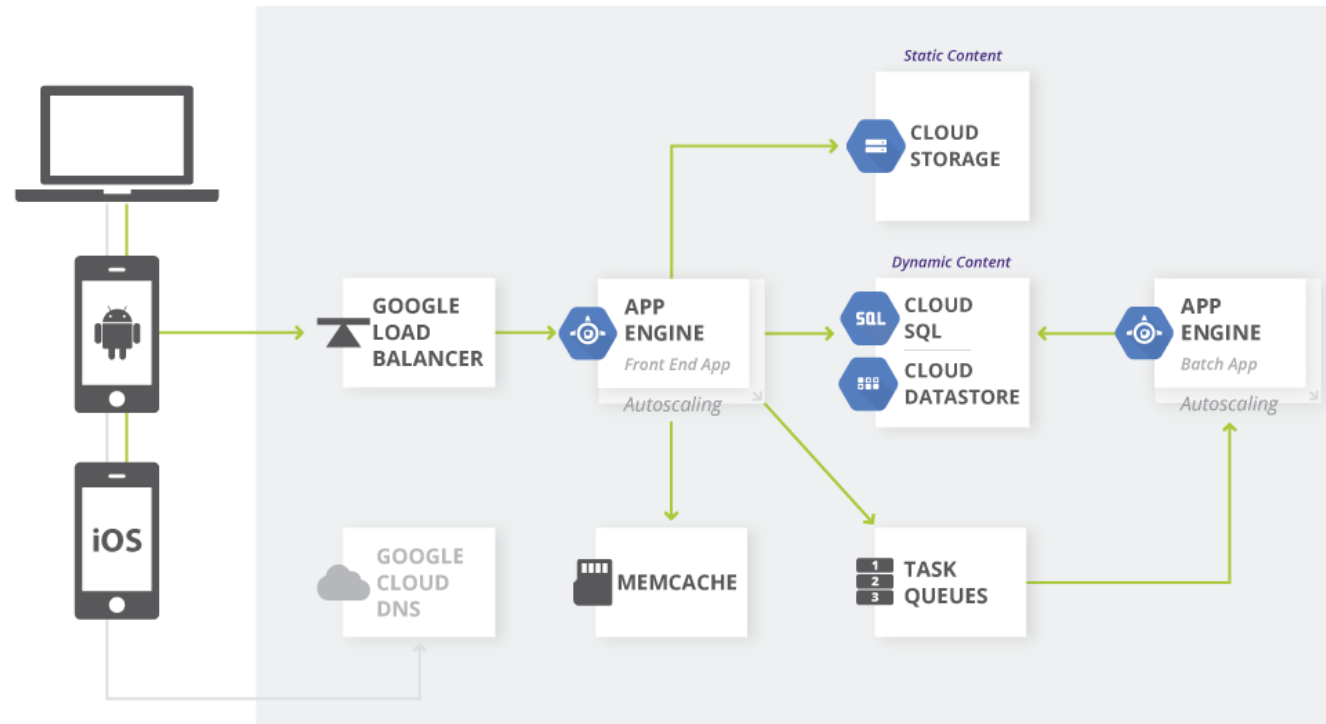 Static Content
CLOUD
STORAGE
Dynamic Content
GOOGLE
LOAD
BALANCER
APP
ENGINE
Front End App
Autoscaling
SQL
CLOUD
SQL
CLOUD
DATASTORE
APP
ENGINE
Batch App
Autoscaling
iOS
GOOGLE
CLOUD
DNS
MEMCACHE
1
2
3
TASK
QUEUES